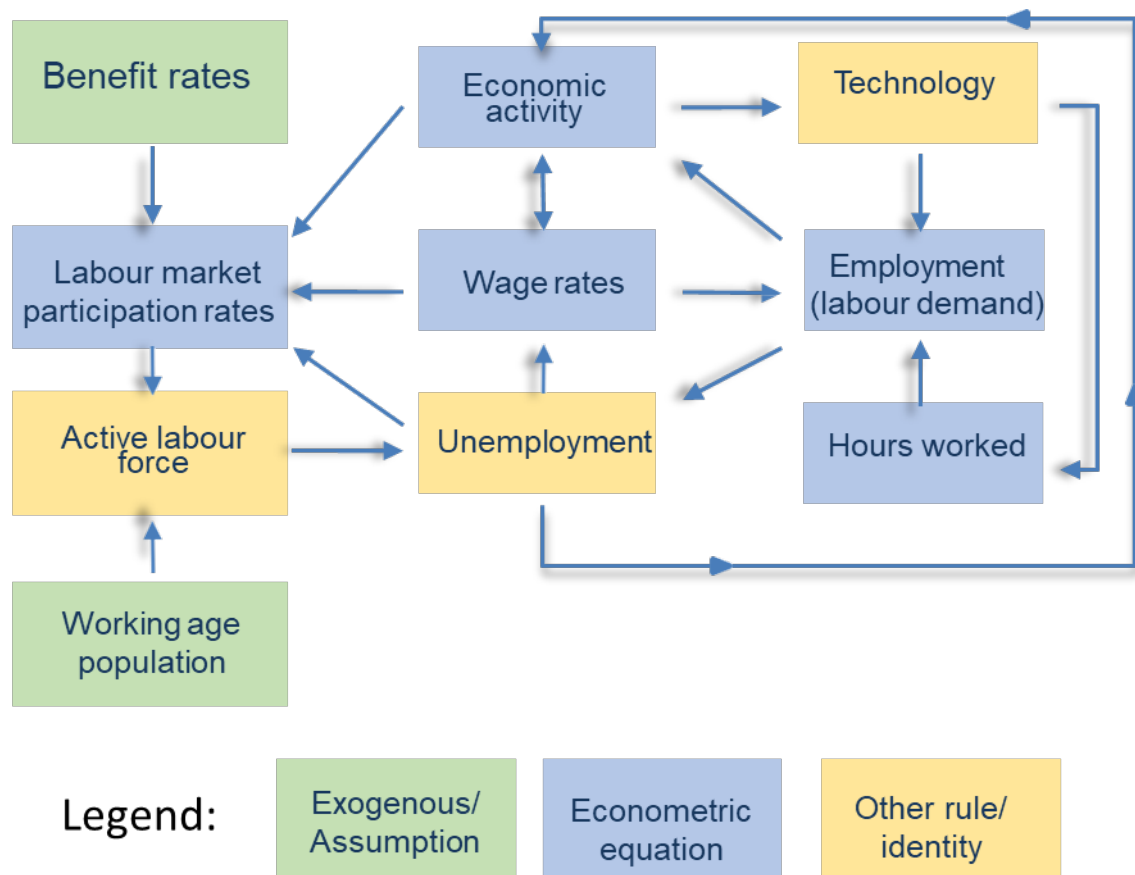 Benefit rates
Economic
activity
Technology
Labour market
participation rates
Wage rates
Employment
(labour demand)
Active labour
force
Unemployment
Hours worked
Working age
population
Legend:
Exogenous/
Assumption
Econometric
equation
Other rule/
identity